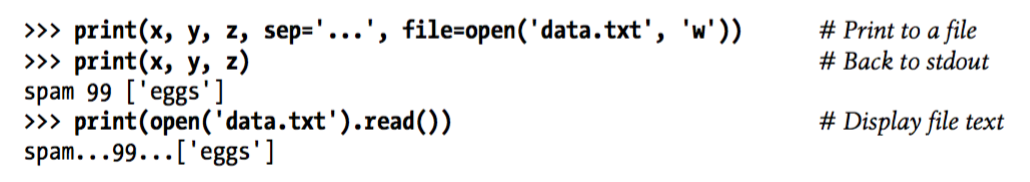 >>> print(x, y, z, sep='...', file=open('data.txt', 'w')) # Print to a file
>>> print(x, y, z) # Back to stdout
spam 99 ['eggs']
>>> print(open('data.txt').read()) # Display file text
spam...99...['eggs']